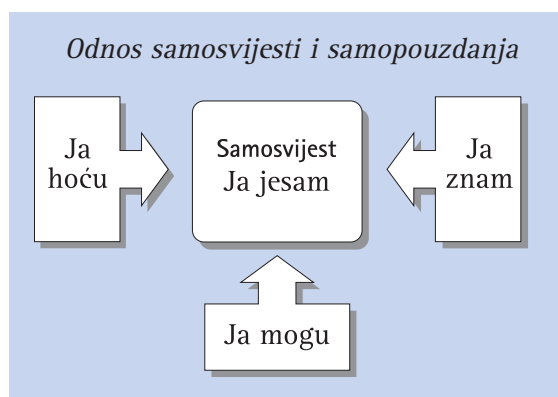 Odnos samosvijesti i samopouzdanja
Ja
hoću
Samosvijest
Ja jesam
Ja
znam
Ja mogu